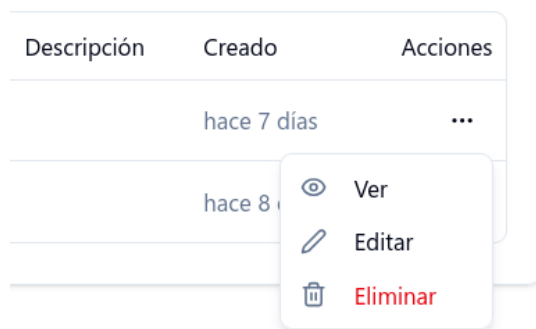 Descripción Creado Acciones
hace 7 días ...
hace 8
Ver
Editar
Eliminar